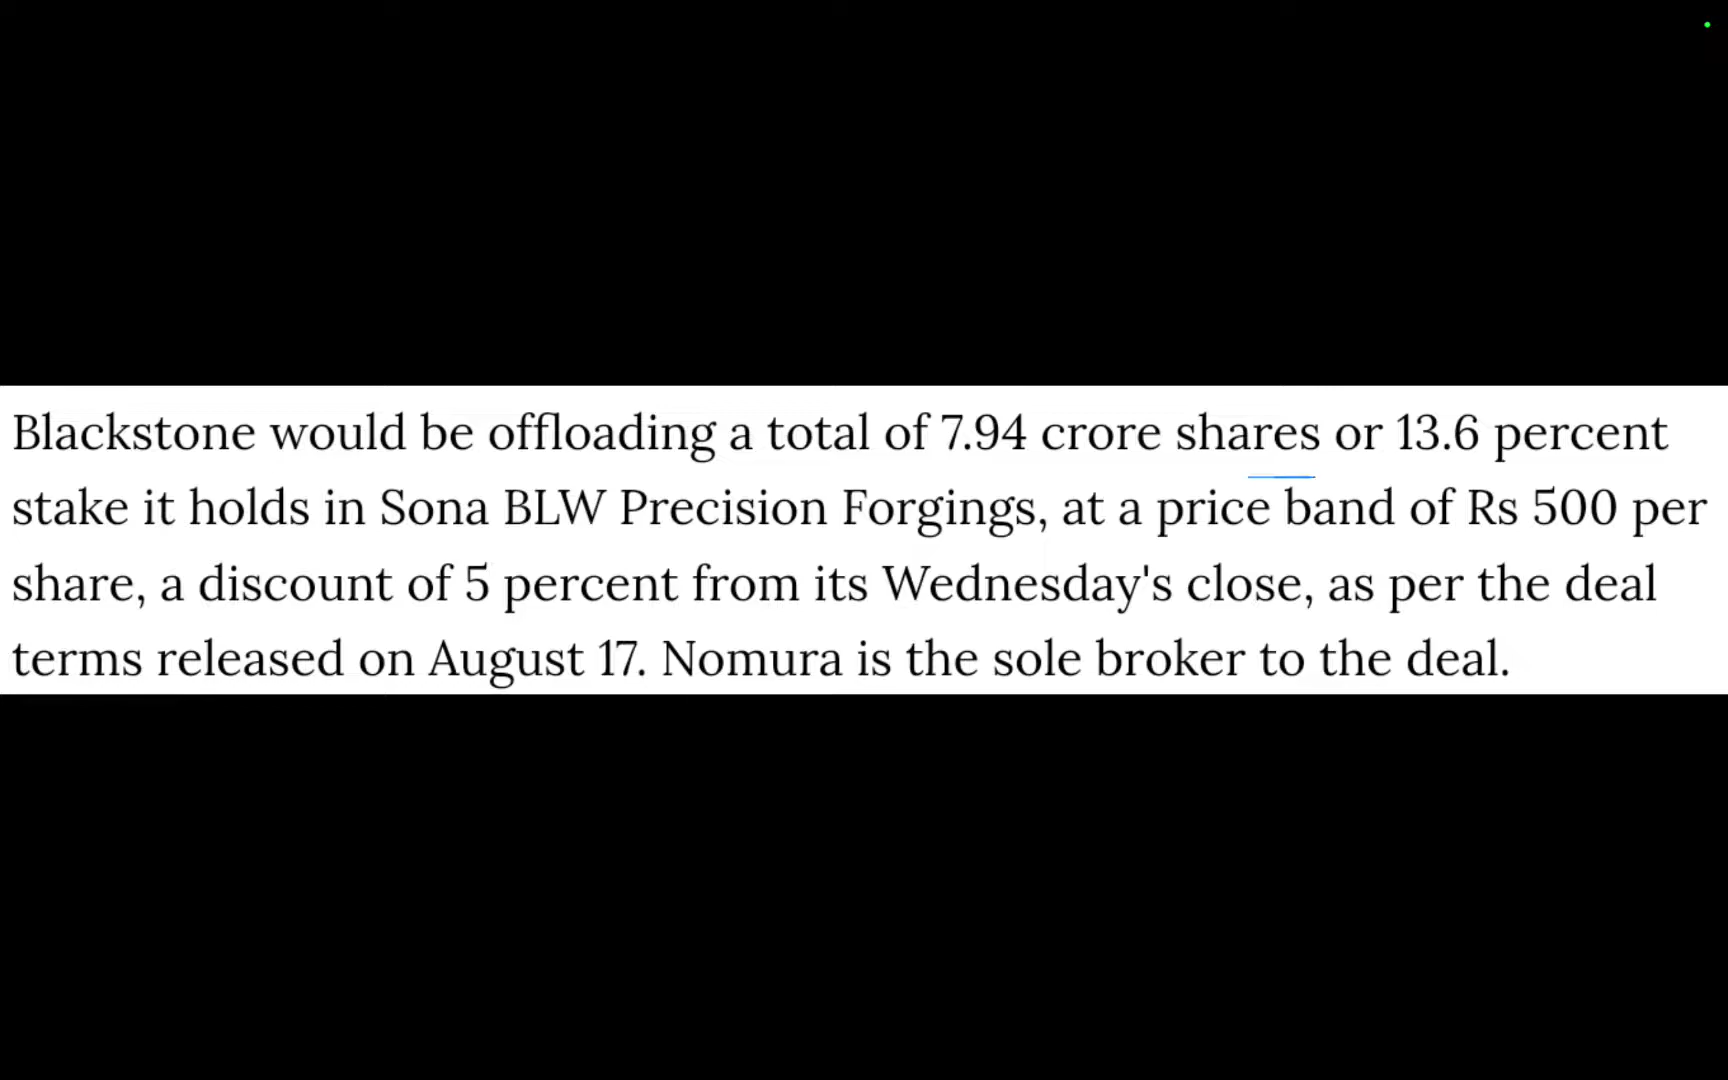 Blackstone would be offloading a total of 7.94 crore shares or 13.6 percent
stake it holds in Sona BLW Precision Forgings, at a price band of Rs 500 per
share, a discount of 5 percent from its Wednesday's close, as per the deal
terms released on August 17. Nomura is the sole broker to the deal.